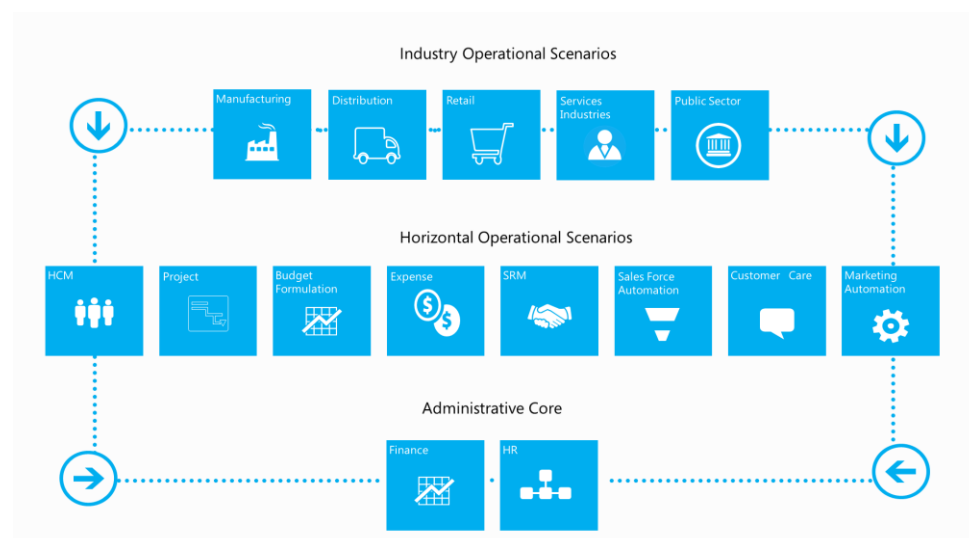 Industry Operational Scenarios
Manufacturing
Distribution
Retail
Services
Industries
Public Sector
Horizontal Operational Scenarios
HCM
Project
Budget
Formulation
Expense
SRM
Sales Force
Automation
Customer Care
Marketing
Automation
Administrative Core
Finance
HR